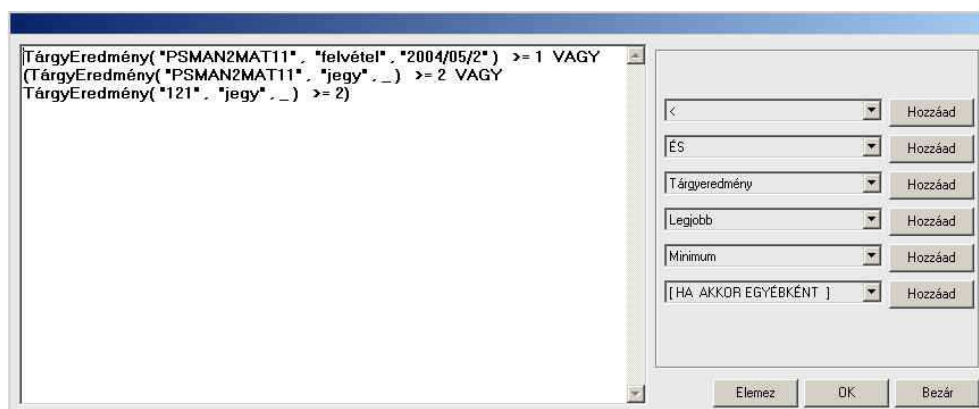 TárgyEredmény( "PSMAN2MAT11" , "felvétel" , "2004/05/2" ) >= 1 VAGY
(TárgyEredmény( "PSMAN2MAT11" , "jegy" , _ ) >= 2 VAGY
TárgyEredmény( "121" , "jegy" , _ ) >= 2)
< Hozzáad
ÉS Hozzáad
Tárgyeredmény Hozzáad
Legjobb Hozzáad
Minimum Hozzáad
[ HA AKKOR EGYÉBKÉNT ] Hozzáad
Elemez OK Bezár